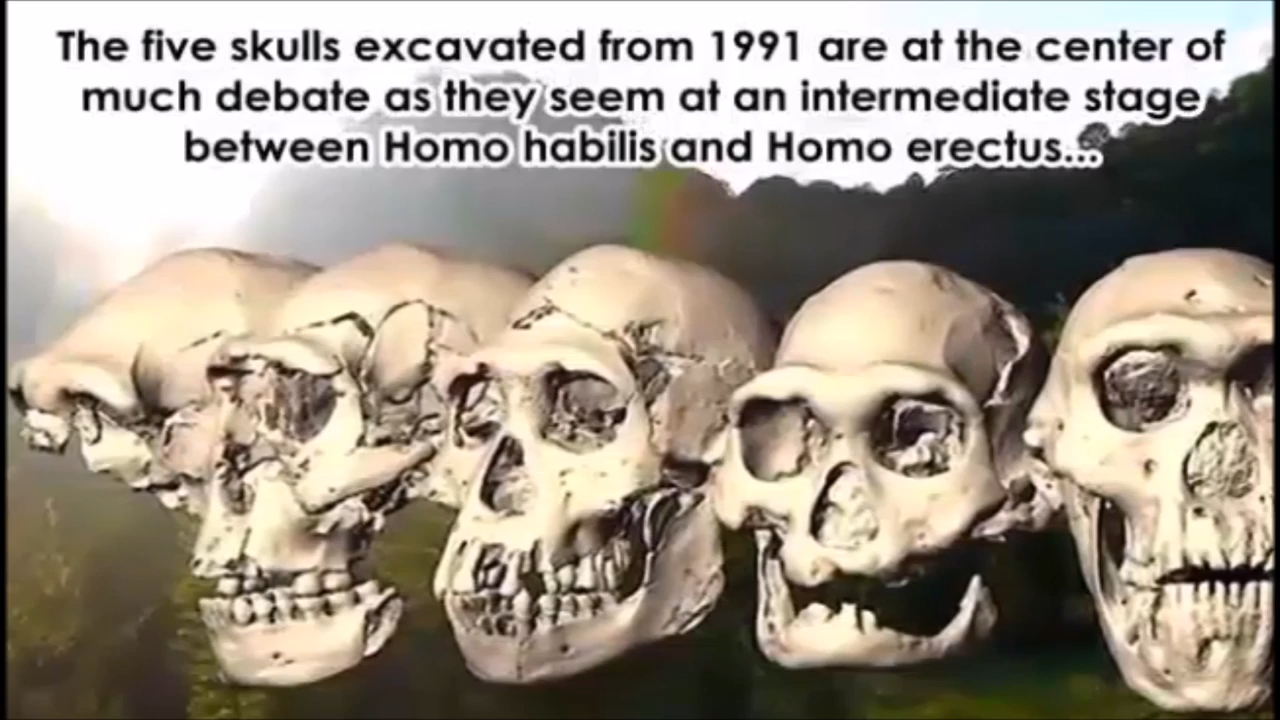 The five skulls excavated from 1991 are at the center of
much debate as they seem at an intermediate stage
between Homo habilis and Homo erectus...